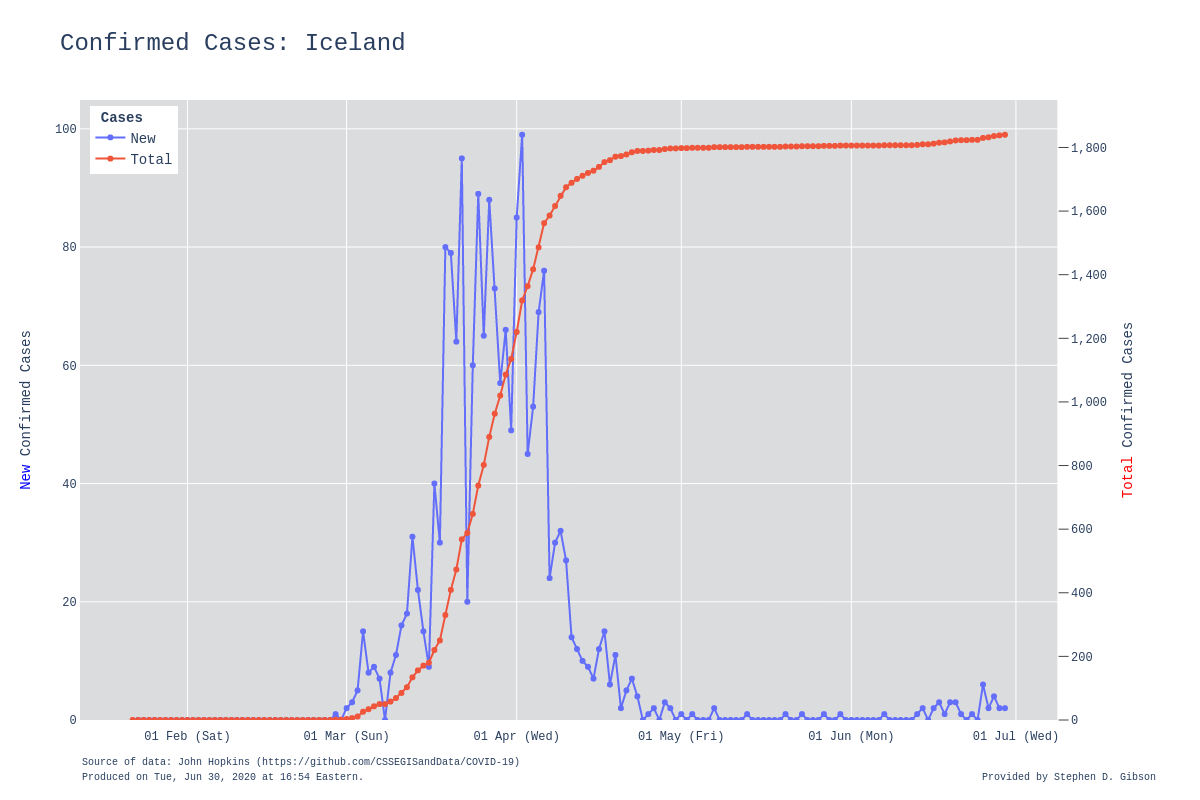 Confirmed Cases: Iceland
Cases
New
Total
100
80
60
40
20
0
1,800
1,600
1,400
1,200
1,000
800
600
400
200
0
New Confirmed Cases
Total Confirmed Cases
01 Feb (Sat) 01 Mar (Sun) 01 Apr (Wed) 01 May (Fri) 01 Jun (Mon) 01 Jul (Wed)
Source of data: John Hopkins (https://github.com/CSSEGISandData/COVID-19)
Produced on Tue, Jun 30, 2020 at 16:54 Eastern.
Provided by Stephen D. Gibson